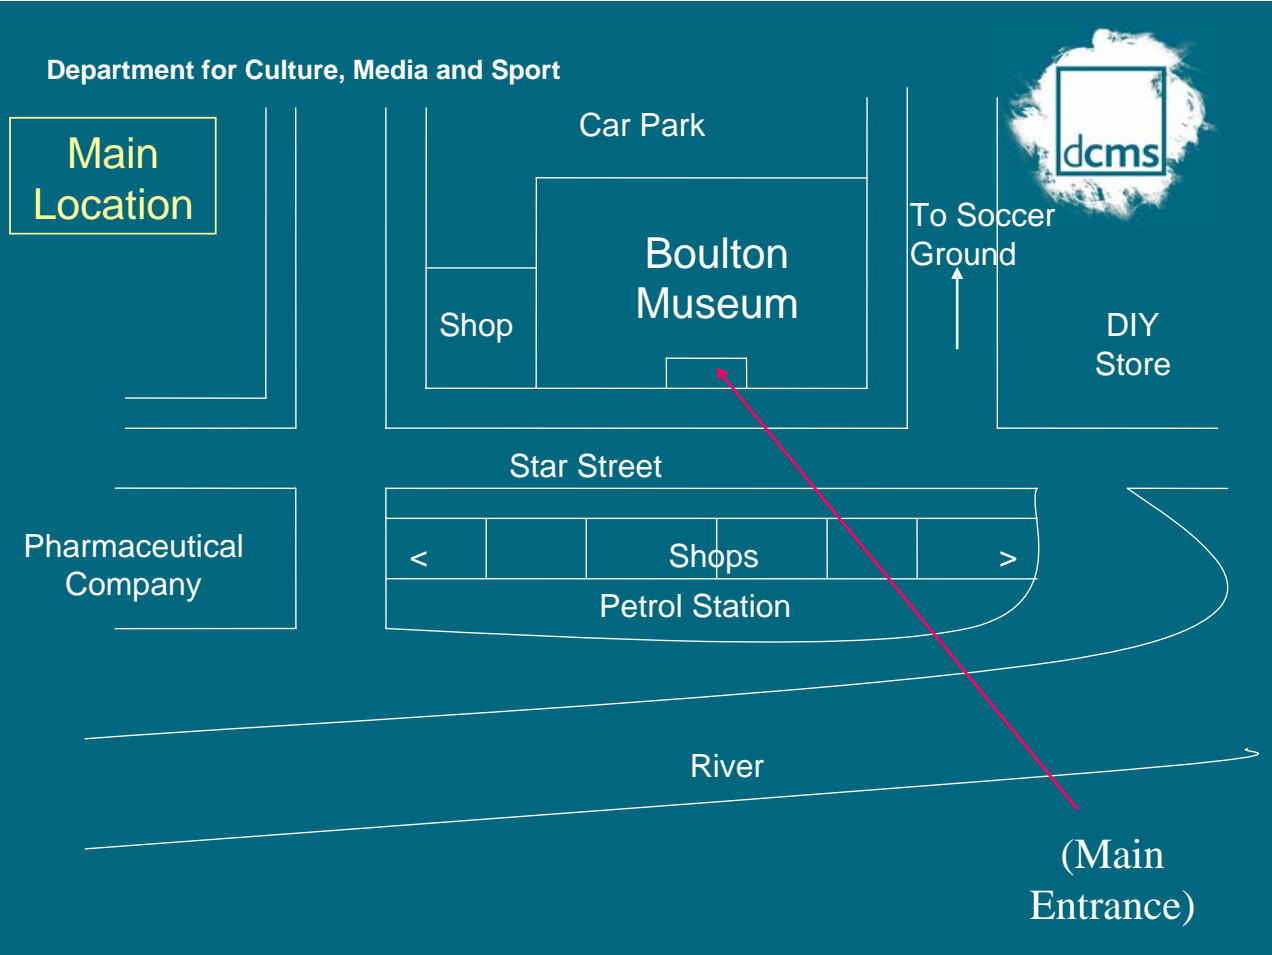 Department for Culture, Media and Sport
Main
Location
Car Park
dcms
To Soccer
Ground
Boulton
Museum
Shop
DIY
Store
Star Street
Pharmaceutical
Company
< Shops >
Petrol Station
River
(Main
Entrance)